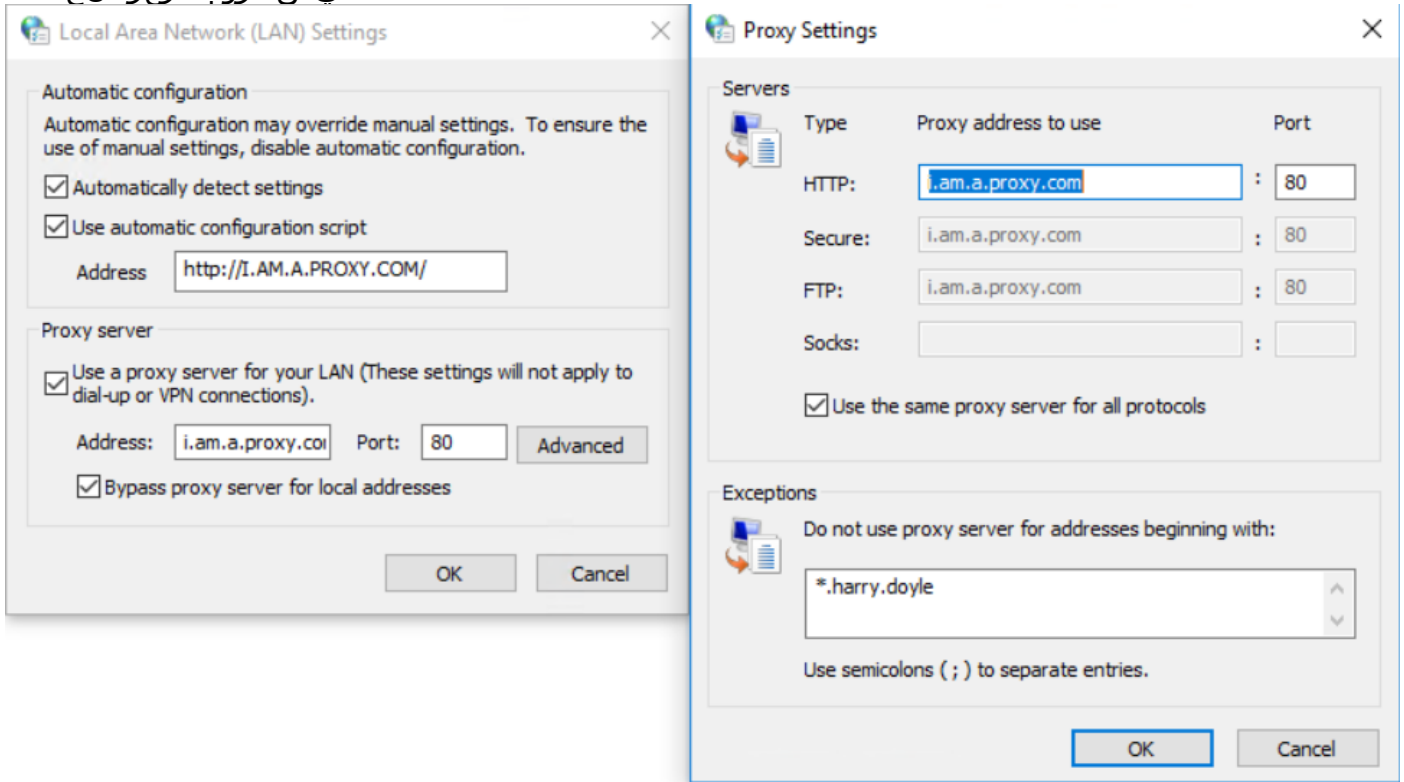 Local Area Network (LAN) Settings
Automatic configuration
Automatic configuration may override manual settings. To ensure the
use of manual settings, disable automatic configuration.
Automatically detect settings
Use automatic configuration script
Address http://I.AM.A.PROXY.COM/
Proxy server
Use a proxy server for your LAN (These settings will not apply to
dial-up or VPN connections).
Address: i.am.a.proxy.co Port: 80 Advanced
Bypass proxy server for local addresses
OK Cancel
Proxy Settings
Servers
Type Proxy address to use Port
HTTP: i.am.a.proxy.com : 80
Secure: i.am.a.proxy.com : 80
FTP: i.am.a.proxy.com : 80
Socks: :
Use the same proxy server for all protocols
Exceptions
Do not use proxy server for addresses beginning with:
*.harry.doyle
Use semicolons ( ; ) to separate entries.
OK Cancel